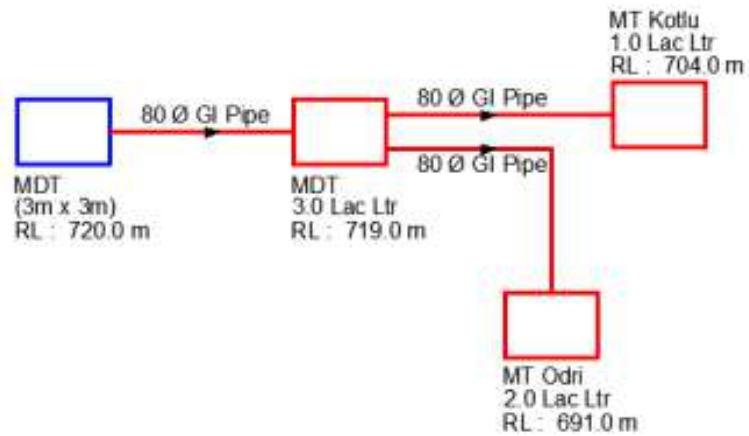 MT Kotlu
1.0 Lac Ltr
RL : 704.0 m
80 Ø GI Pipe
80 Ø GI Pipe
80 Ø GI Pipe
MDT
(3m x 3m)
RL : 720.0 m
MDT
3.0 Lac Ltr
RL : 719.0 m
MT Odri
2.0 Lac Ltr
RL : 691.0 m